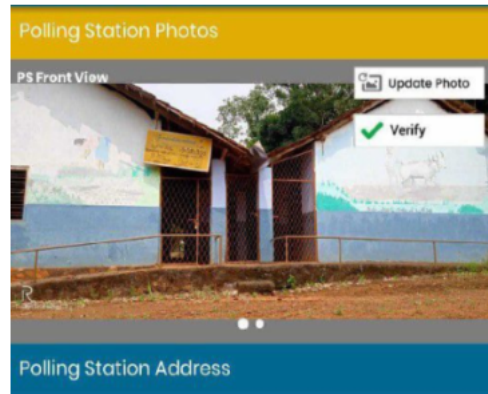 Polling Station Photos
PS Front View
Update Photo
Verify
Polling Station Address